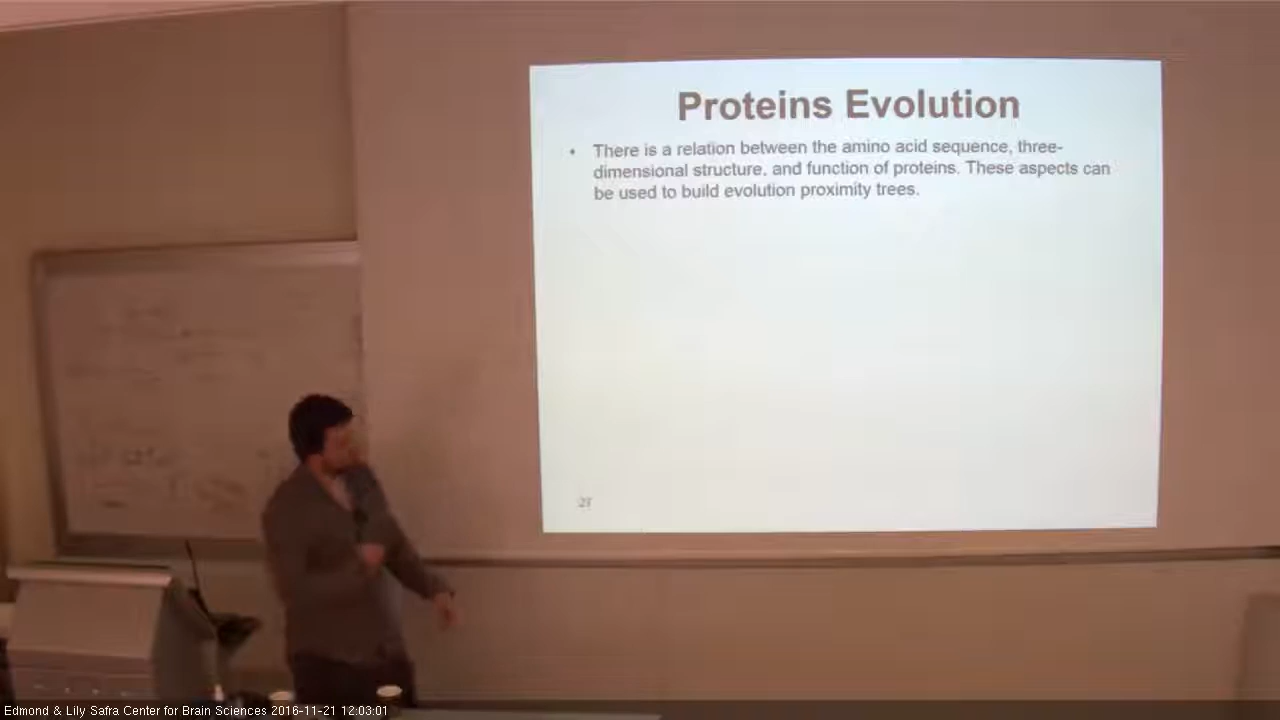 Proteins Evolution
• There is a relation between the amino acid sequence, three-
dimensional structure, and function of proteins. These aspects can
be used to build evolution proximity trees.
Edmond & Lily Safra Center for Brain Sciences 2016-11-21 12:03:01